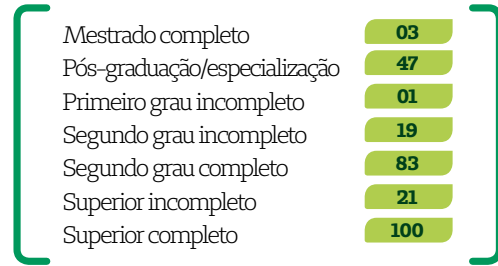 Mestrado completo 03
Pós-graduação/especialização 47
Primeiro grau incompleto 01
Segundo grau incompleto 19
Segundo grau completo 83
Superior incompleto 21
Superior completo 100